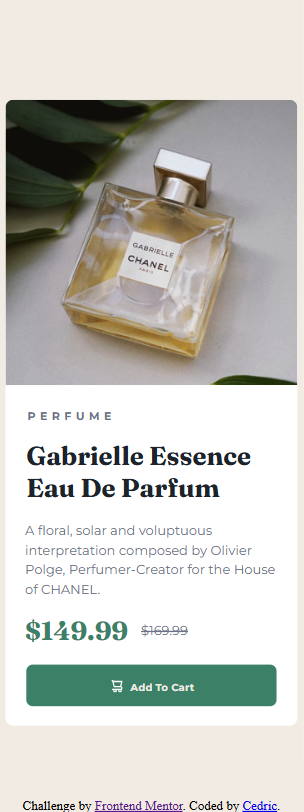 GABRIELLE
CHANEL
PARIS
PERFUME
Gabrielle Essence
Eau De Parfum
A floral, solar and voluptuous
interpretation composed by Olivier
Polge, Perfumer-Creator for the House
of CHANEL.
$149.99 $169.99
Add To Cart
Challenge by Frontend Mentor. Coded by Cedric.